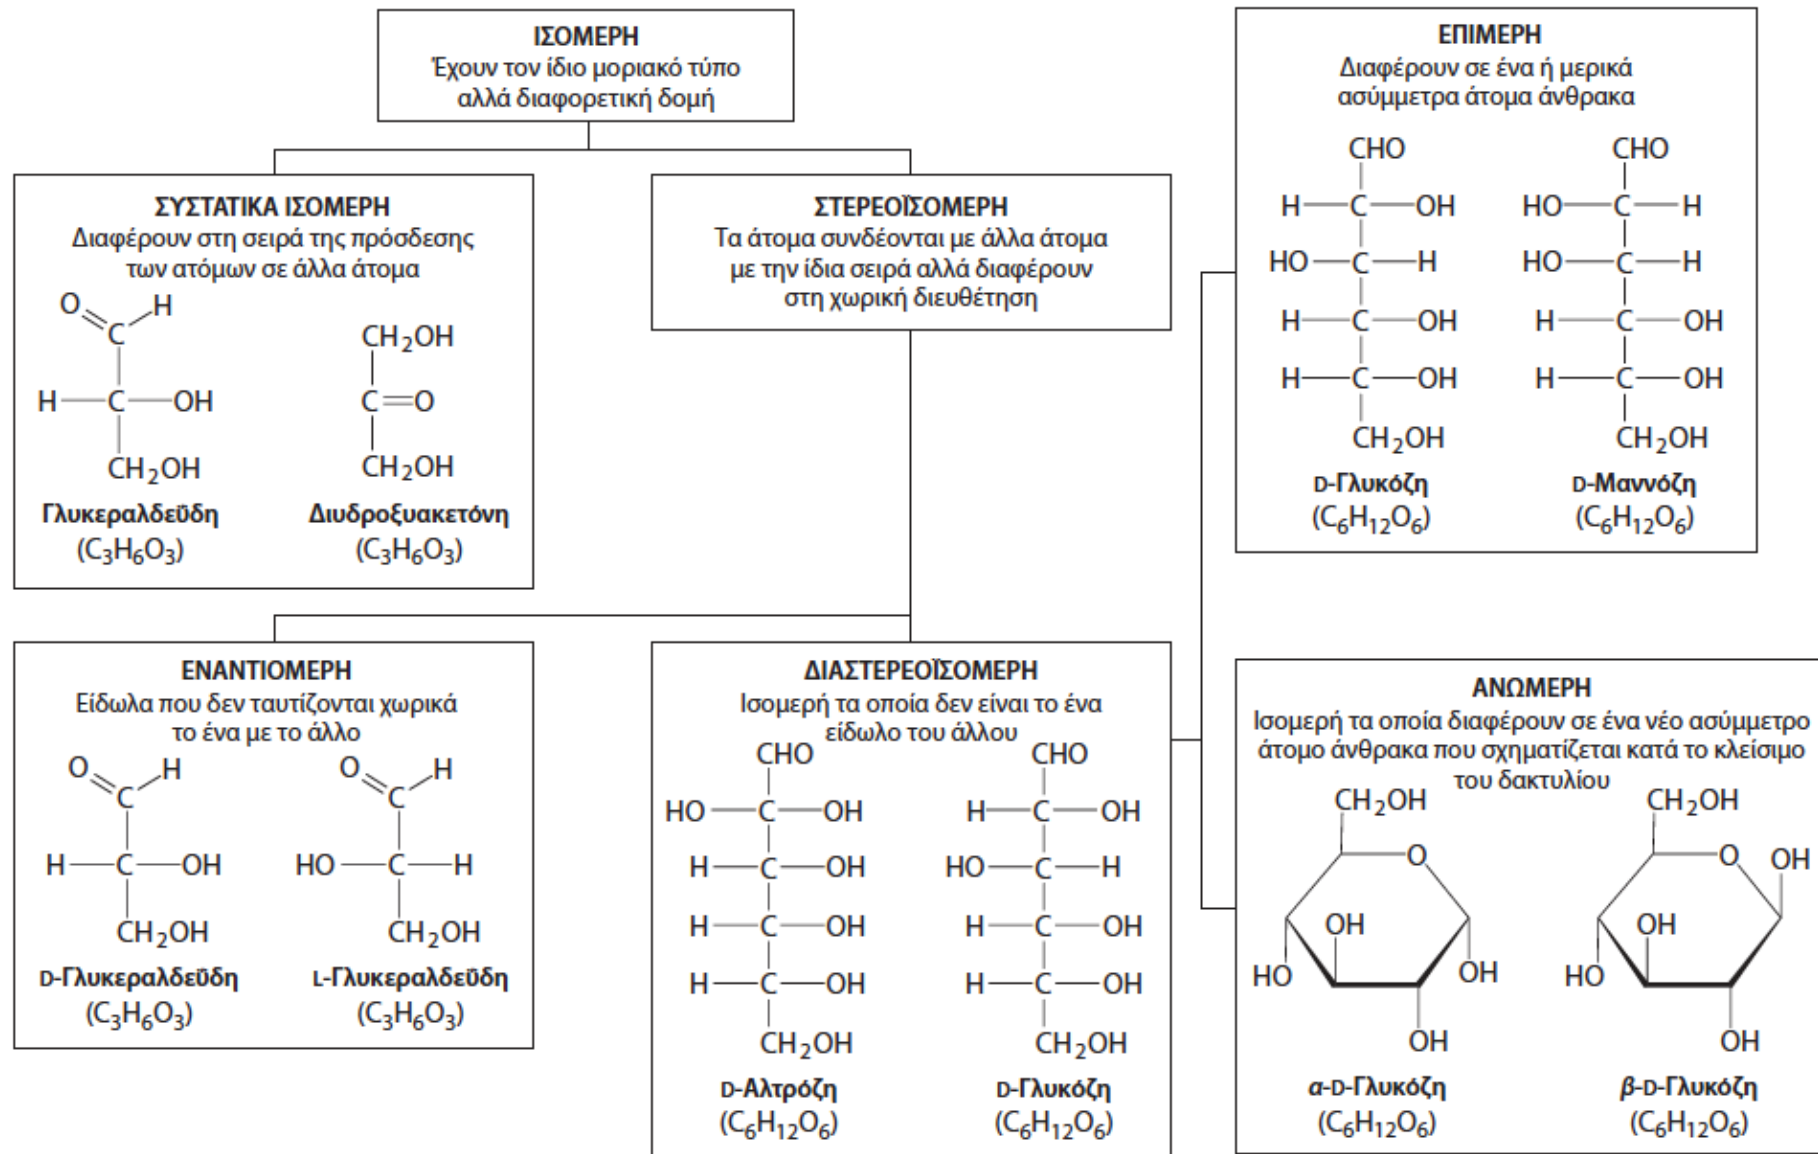 ΙΣΟΜΕΡΗ
Έχουν τον ίδιο μοριακό τύπο
αλλά διαφορετική δομή
ΣΥΣΤΑΤΙΚΑ ΙΣΟΜΕΡΗ
Διαφέρουν στη σειρά της πρόσδεσης
των ατόμων σε άλλα άτομα
O H
C
H C OH
CH2OH
Γλυκεραλδεΰδη
(C3H6O3)
CH2OH
C=O
CH2OH
Διυδροξυακετόνη
(C3H6O3)
ΣΤΕΡΕΟΪΣΟΜΕΡΗ
Τα άτομα συνδέονται με άλλα άτομα
με την ίδια σειρά αλλά διαφέρουν
στη χωρική διευθέτηση
ΕΝΑΝΤΙΟΜΕΡΗ
Είδωλα που δεν ταυτίζονται χωρικά
το ένα με το άλλο
O H
C
H C OH
CH2OH
D-Γλυκεραλδεΰδη
(C3H6O3)
O H
C
HO C H
CH2OH
L-Γλυκεραλδεΰδη
(C3H6O3)
ΔΙΑΣΤΕΡΕΟΪΣΟΜΕΡΗ
Ισομερή τα οποία δεν είναι το ένα
είδωλο του άλλου
CHO
HO C OH
H C OH
H C OH
H C OH
CH2OH
D-Αλτρόζη
(C6H12O6)
CHO
H C OH
HO C H
H C OH
H C OH
CH2OH
D-Γλυκόζη
(C6H12O6)
ΕΠΙΜΕΡΗ
Διαφέρουν σε ένα ή μερικά
ασύμμετρα άτομα άνθρακα
CHO
H C OH
HO C H
H C OH
H C OH
CH2OH
D-Γλυκόζη
(C6H12O6)
CHO
HO C H
HO C H
H C OH
H C OH
CH2OH
D-Μαννόζη
(C6H12O6)
ΑΝΩΜΕΡΗ
Ισομερή τα οποία διαφέρουν σε ένα νέο ασύμμετρο
άτομο άνθρακα που σχηματίζεται κατά το κλείσιμο
του δακτυλίου
CH2OH
O
OH
HO OH
OH
α-D-Γλυκόζη
(C6H12O6)
CH2OH
O OH
OH
HO
OH
β-D-Γλυκόζη
(C6H12O6)